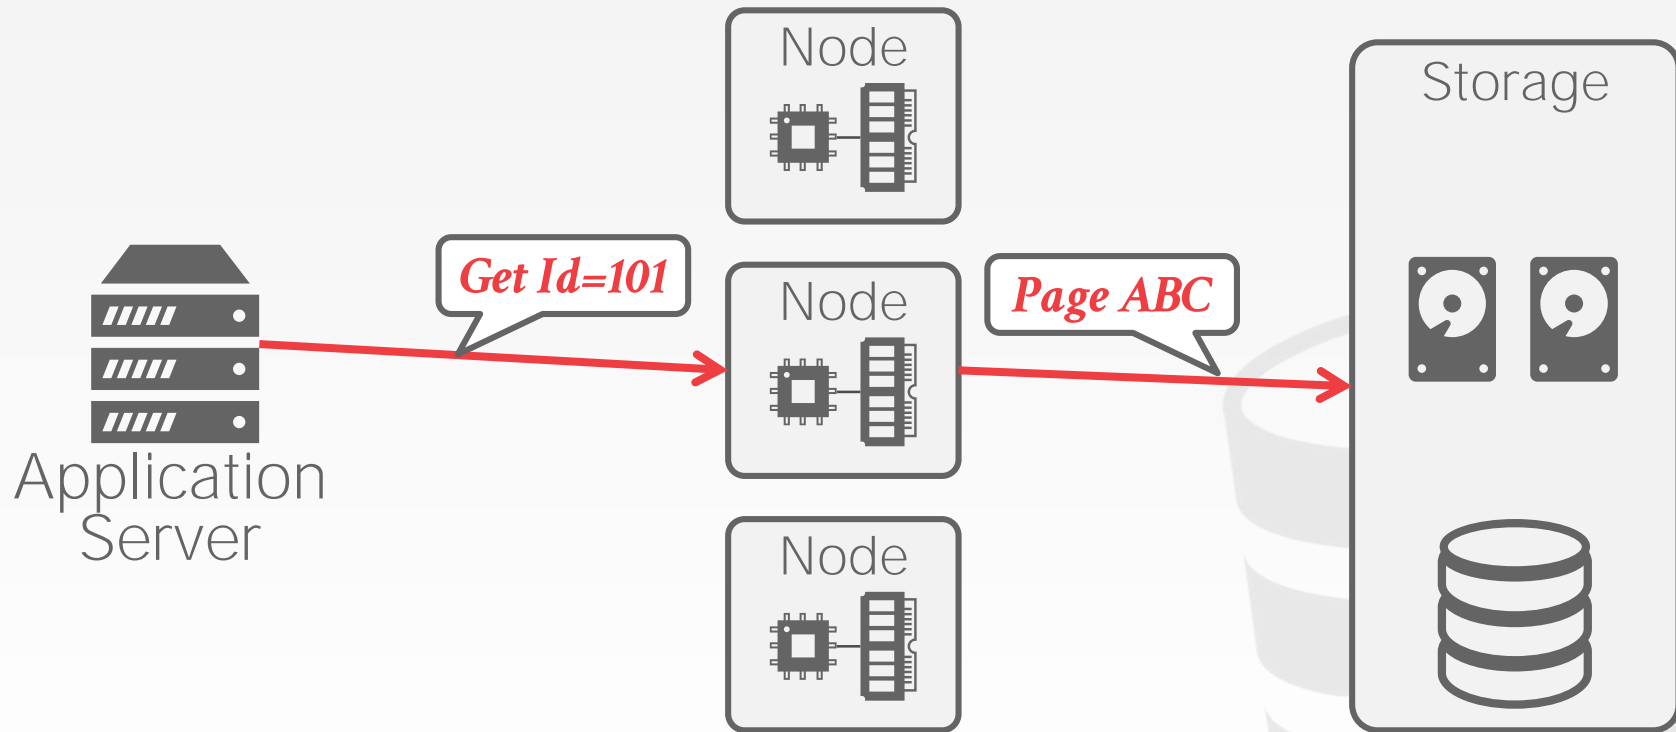 Node
Storage
Get Id=101
Node
Page ABC
Application
Server
Node